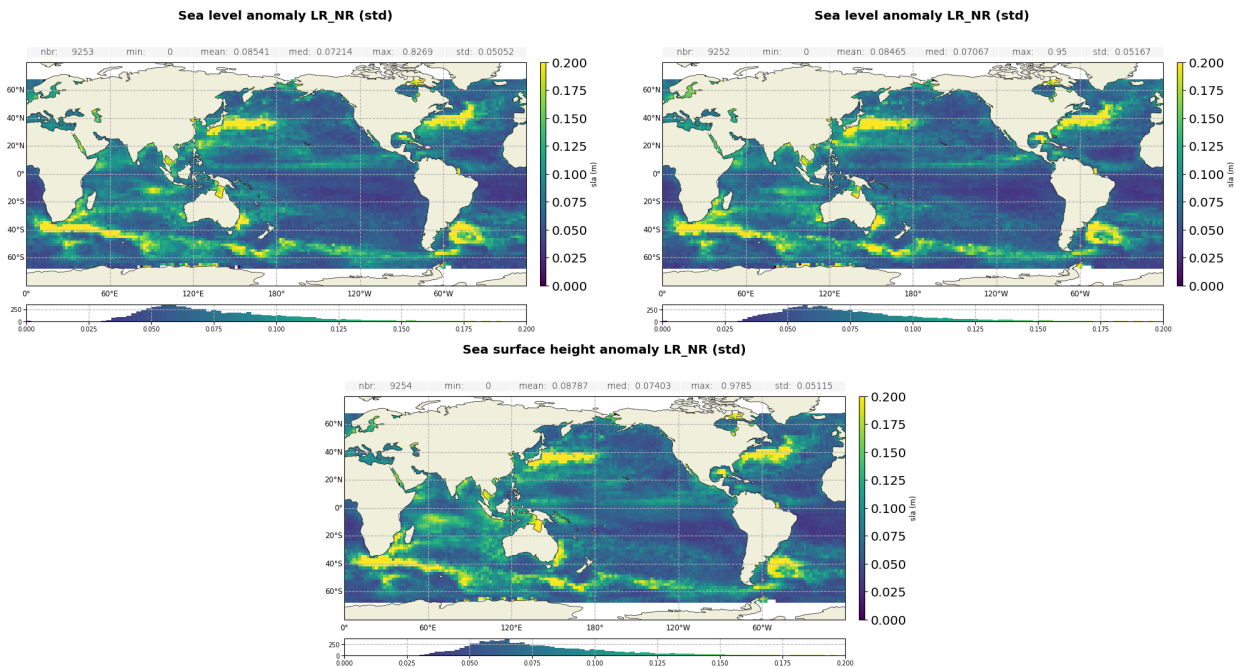 Sea level anomaly LR_NR (std)
nbr: 9253 min: 0 mean: 0.08541 med: 0.07214 max: 0.8269 std: 0.05052
60°N
40°N
20°N
0°
20°S
40°S
60°S
0° 60°E 120°E 180° 120°W 60°W
0.200
0.175
0.150
0.125
0.100
0.075
0.050
0.025
0.000
sla (m)
250
0
0.000 0.025 0.050 0.075 0.100 0.125 0.150 0.175 0.200
Sea level anomaly LR_NR (std)
nbr: 9252 min: 0 mean: 0.08465 med: 0.07067 max: 0.95 std: 0.05167
60°N
40°N
20°N
0°
20°S
40°S
60°S
0° 60°E 120°E 180° 120°W 60°W
0.200
0.175
0.150
0.125
0.100
0.075
0.050
0.025
0.000
sla (m)
250
0
0.000 0.025 0.050 0.075 0.100 0.125 0.150 0.175 0.200
Sea surface height anomaly LR_NR (std)
nbr: 9254 min: 0 mean: 0.08787 med: 0.07403 max: 0.9785 std: 0.05115
60°N
40°N
20°N
0°
20°S
40°S
60°S
0° 60°E 120°E 180° 120°W 60°W
0.200
0.175
0.150
0.125
0.100
0.075
0.050
0.025
0.000
sla (m)
250
0
0.000 0.025 0.050 0.075 0.100 0.125 0.150 0.175 0.200